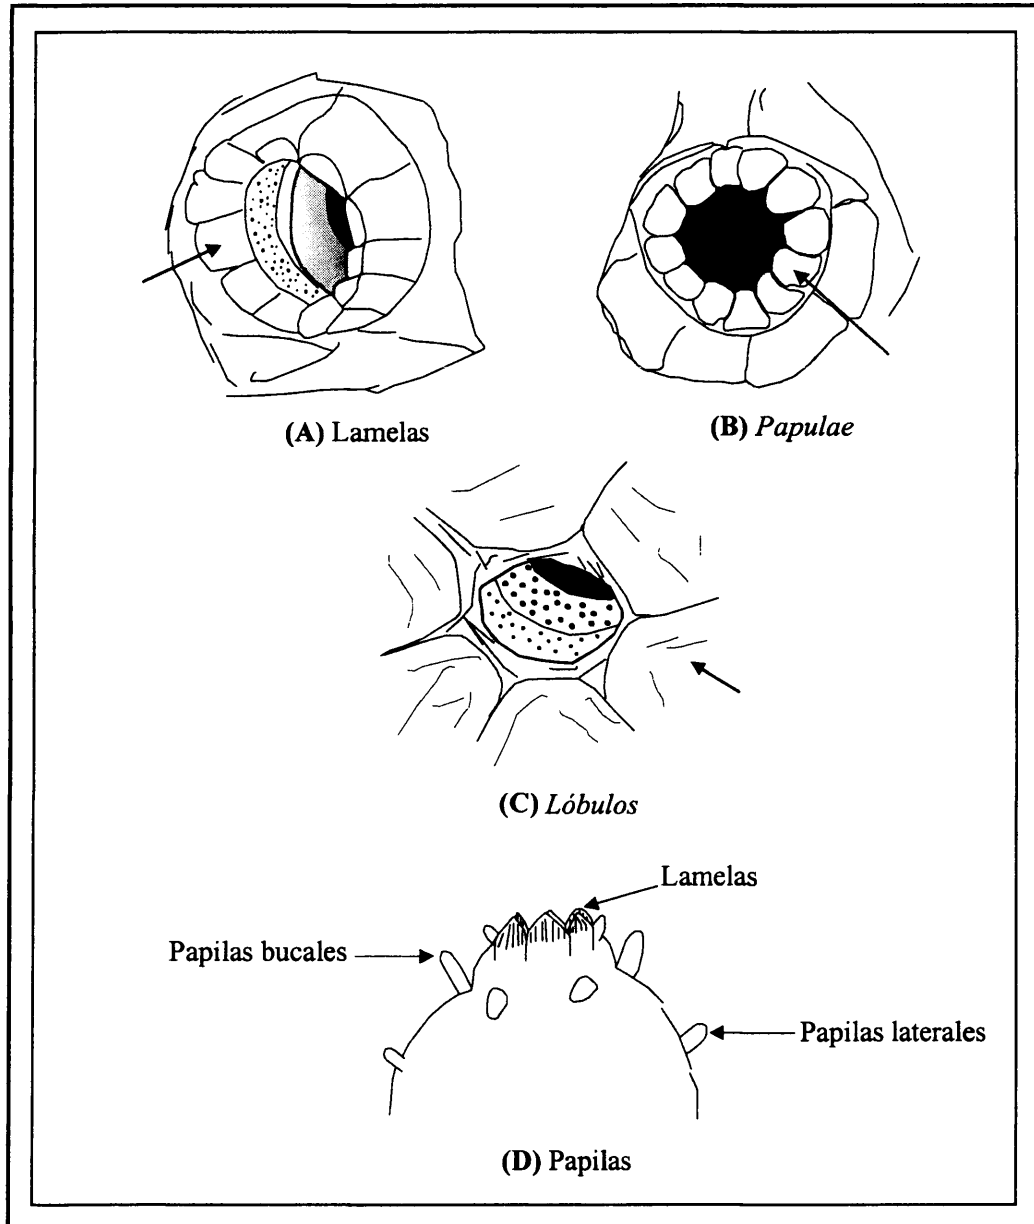 (A) Lamelas
(B) Papulae
(C) Lóbulos
Lamelas
Papilas bucales
Papilas laterales
(D) Papilas